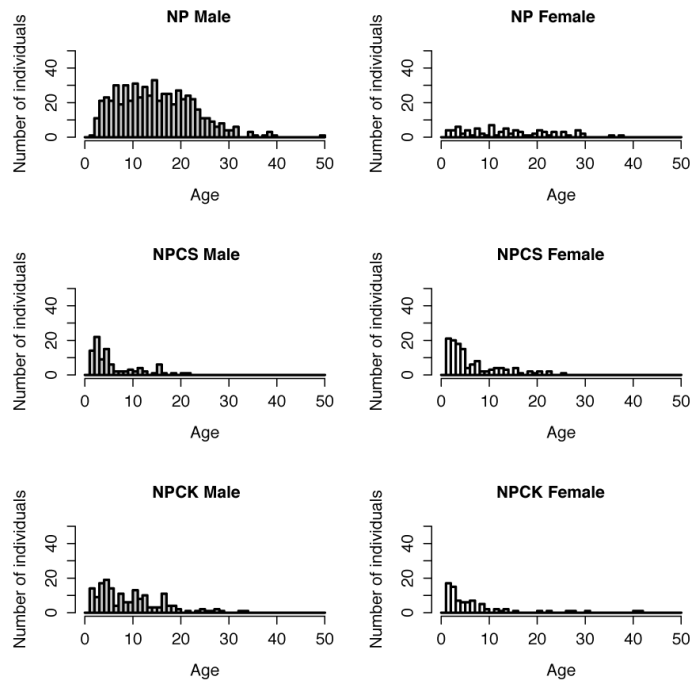 NP Male
Number of individuals
0 20 40
0 10 20 30 40 50
Age
NP Female
Number of individuals
0 20 40
0 10 20 30 40 50
Age
NPCS Male
Number of individuals
0 20 40
0 10 20 30 40 50
Age
NPCS Female
Number of individuals
0 20 40
0 10 20 30 40 50
Age
NPCK Male
Number of individuals
0 20 40
0 10 20 30 40 50
Age
NPCK Female
Number of individuals
0 20 40
0 10 20 30 40 50
Age